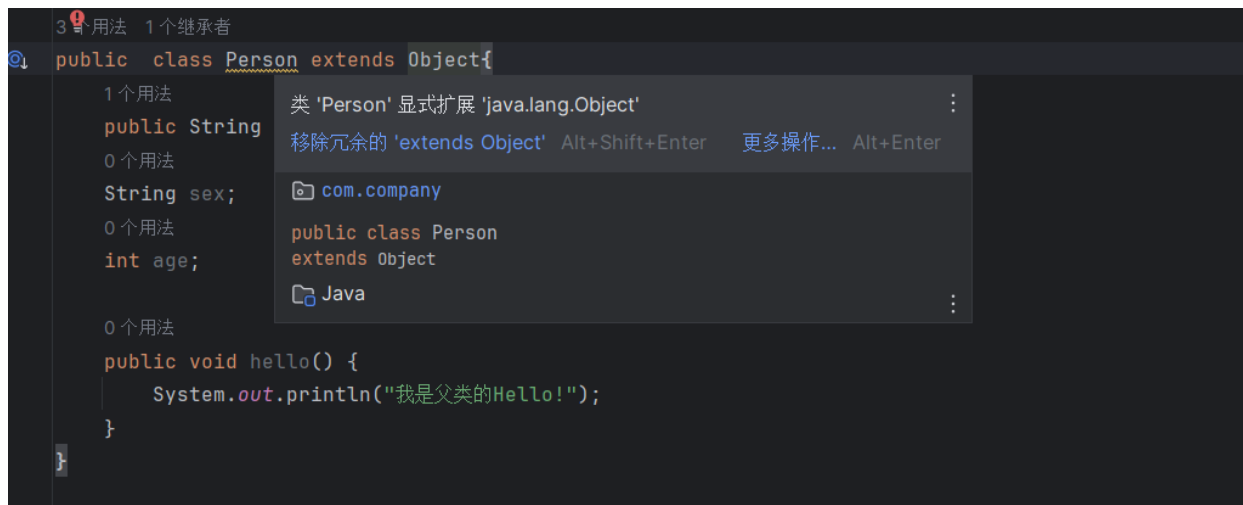 3个用法 1个继承者
public  class Person extends Object{
1个用法
public String
0个用法
String sex;
0个用法
int age;
0个用法
public void hello() {
System.out.println("我是父类的Hello!");
}
}
类 'Person' 显式扩展 'java.lang.Object'
移除冗余的 'extends Object' Alt+Shift+Enter 更多操作... Alt+Enter
com.company
public class Person
extends Object
Java